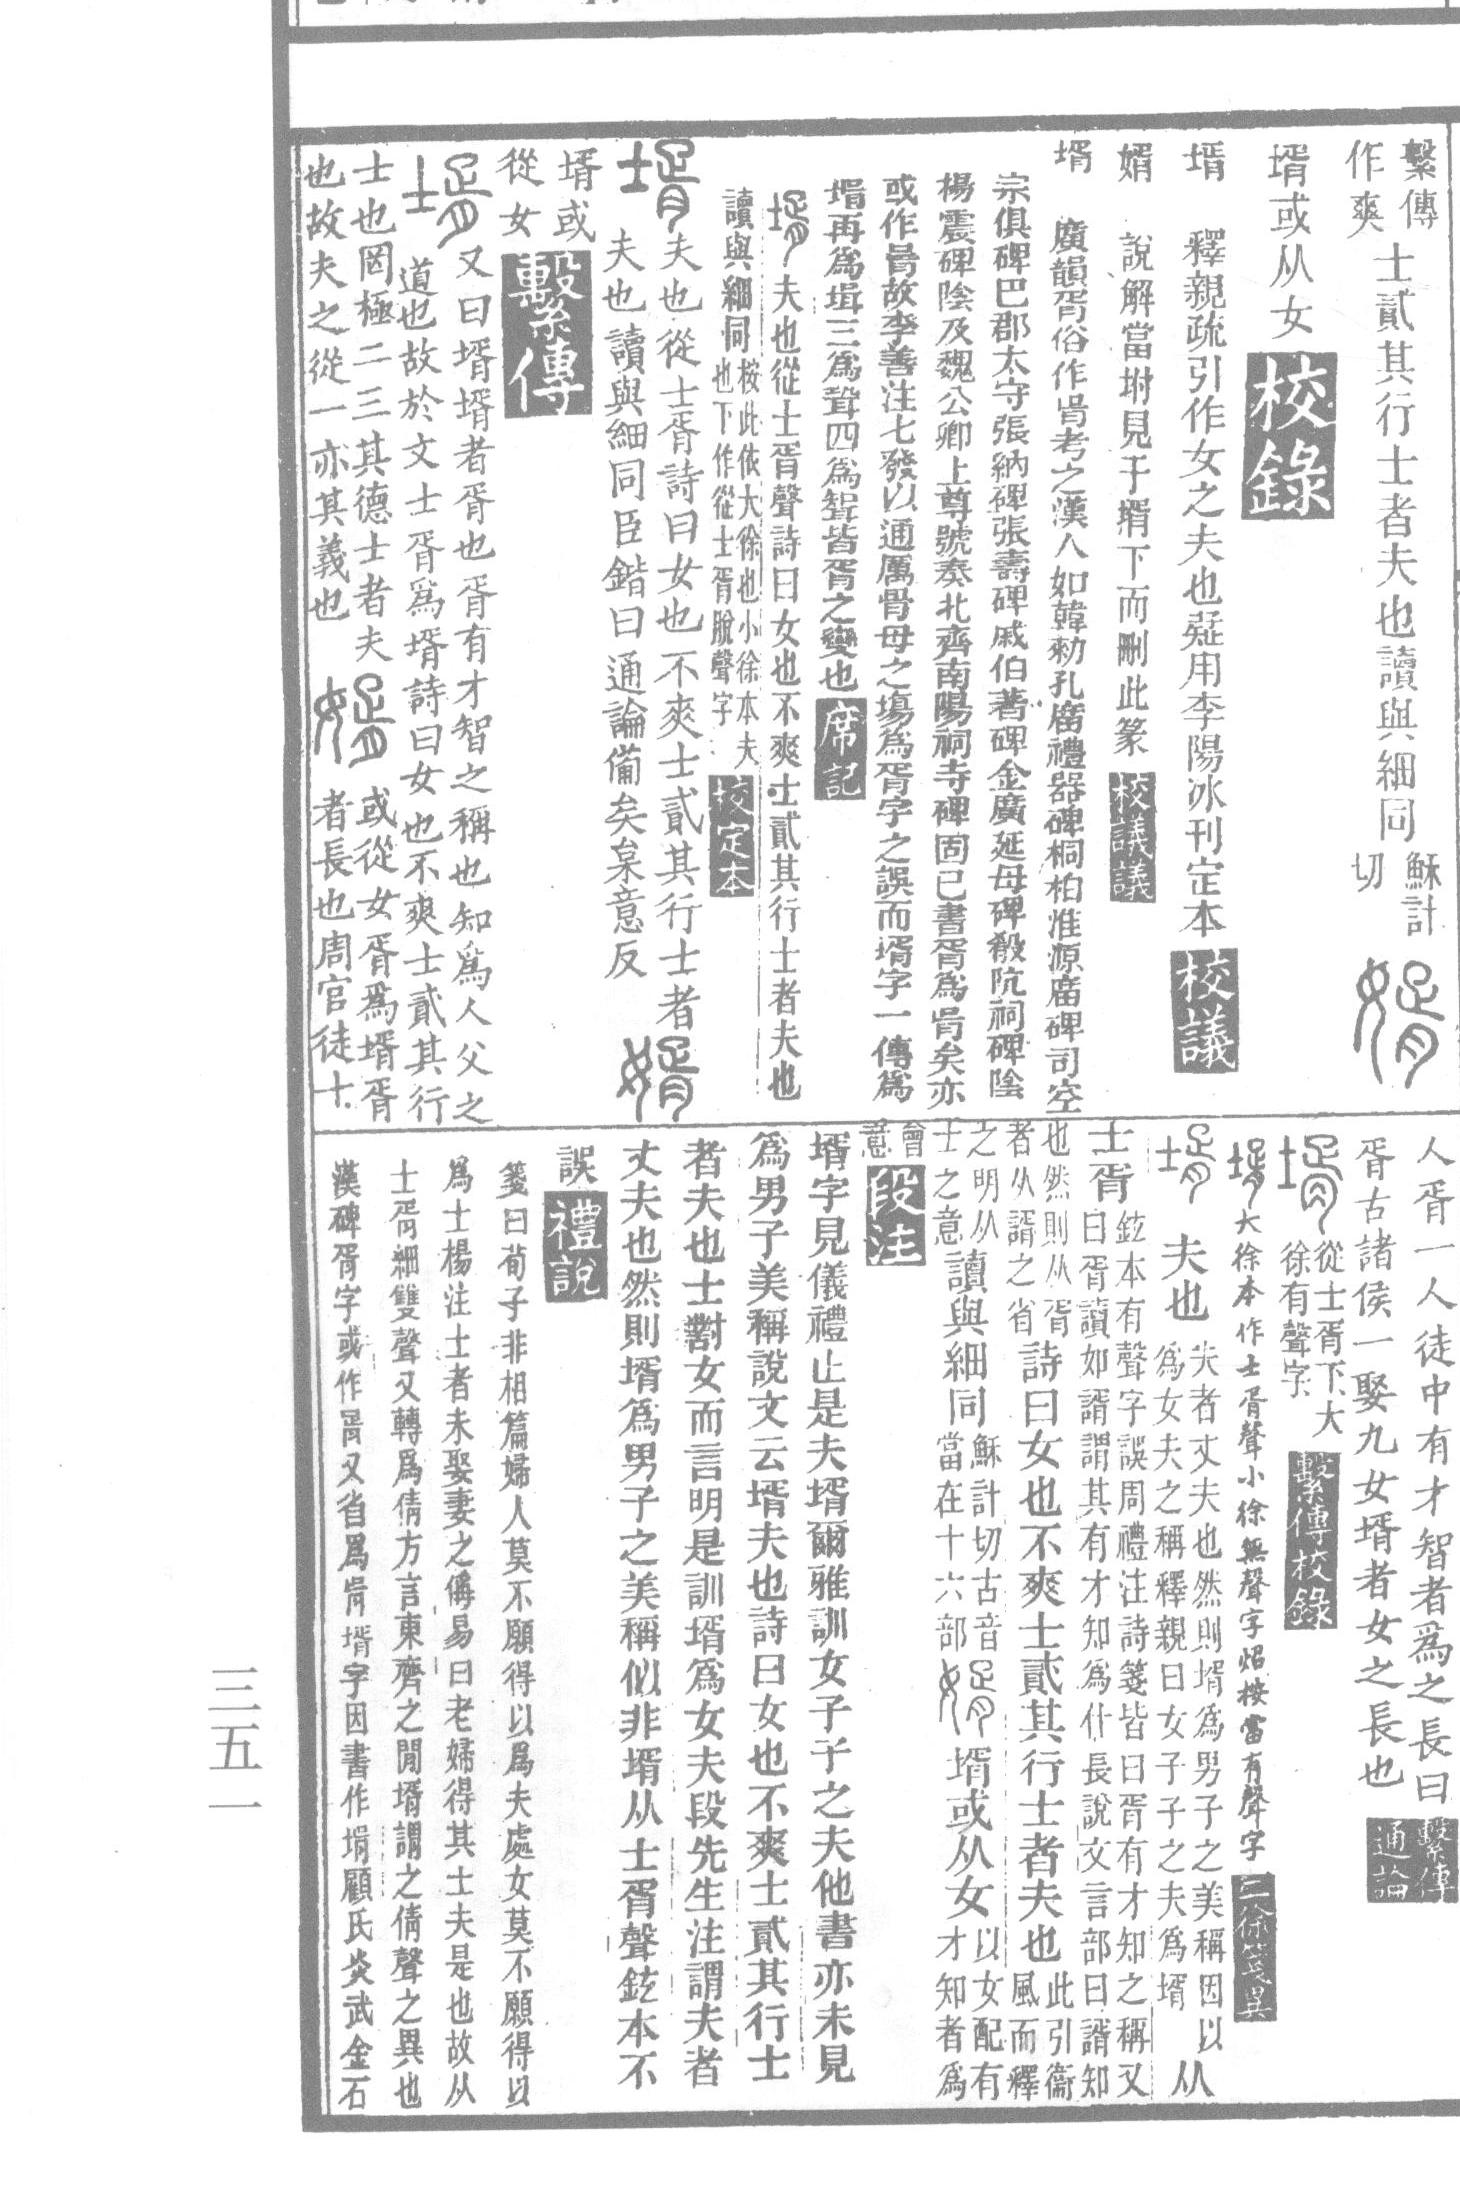 繫傳作爽
士貳其行士者夫也讀與細同穌計切
壻或从女校錄
壻 釋親疏引作女之夫也疑用李陽冰刊定本校議
婿 說解當坿見于壻下而刪此篆校議議
壻 廣韻胥俗作肯考之漢人如韓勑孔廟禮器碑桐柏淮源廟碑司空
宗俱碑巴郡太守張納碑張壽碑戚伯著碑金廣延母碑殽阬祠碑陰
楊震碑陰及魏公卿上尊號奏北齊南陽祠寺碑固已書胥爲肯矣亦
或作㬳故李善注七發以通厲骨母之塲爲胥字之誤而壻字一傳爲
壻再爲缉三爲聟四爲聟皆胥之變也席記
壻 夫也從士胥聲詩曰女也不爽士貳其行士者夫也
讀與細同按此依大徐也小徐本夫也下作從士胥脫聲字校定本
壻夫也從士胥詩曰女也不爽士貳其行士者
夫也讀與細同臣鍇曰通論備矣枲意反婿
壻或從女繫傳
又曰壻壻者胥也胥有才智之稱也知爲人父之
道也故於文士胥爲壻詩曰女也不爽士貳其行
士也罔極二三其德士者夫也故夫之從一亦其義也
婿或從女胥爲壻胥者長也周官徒十
人胥一人徒中有才智者爲之長曰
胥古諸侯一娶九女壻者女之長也繫傳通論
壻從士胥下大徐有聲字繫傳校錄
壻大徐本作士胥聲小徐無聲字炤按當有聲字二徐箋異
壻 夫也夫者丈夫也然則壻爲男子之美稱因以爲女夫之稱釋親曰女子子之夫爲壻从
士胥鉉本有聲字誤周禮注詩箋皆曰胥有才知之稱又曰胥讀如諝謂其有才知爲什長說文言部曰諝知
也然則从胥者从諝之省詩曰女也不爽士貳其行士者夫也此引衞風而釋
之明从士之意讀與細同穌計切古音當在十六部婿壻或从女以女配有才知者爲
會意段注
壻字見儀禮止是夫壻爾雅訓女子子之夫他書亦未見
爲男子美稱說文云壻夫也詩曰女也不爽士貳其行士
者夫也士對女而言明是訓壻爲女夫段先生注謂夫者
丈夫也然則壻爲男子之美稱似非壻从士胥聲鉉本不
誤禮說
箋曰荀子非相篇婦人莫不願得以爲夫處女莫不願得以
爲士楊注士者未娶妻之偁易曰老婦得其士夫是也故从
士胥細雙聲又轉爲倩方言東齊之閒壻謂之倩聲之異也
漢碑胥字或作㬳又省爲肯壻字因書作埍顧氏炎武金石
三五一